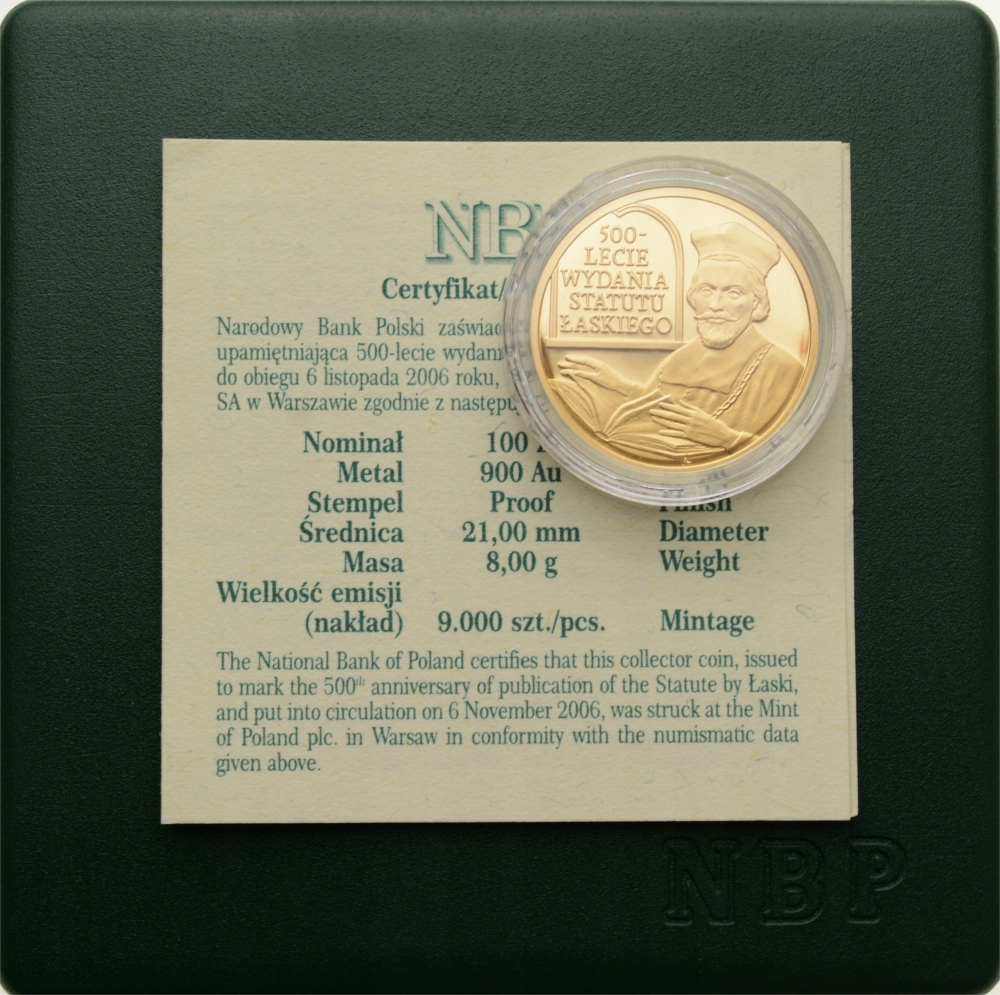 NB
Certyfikat/
Narodowy Bank Polski
upamiętniająca 500-lecie
do obiegu 6 listopada 2006 roku,
SA w Warszawie zgodnie z
500-
LECIE
WYDANIA
STATUTU
ŁASKIEGO
Nominał 100
Metal 900 Au
Stempel Proof
Średnica 21,00 mm Diameter
Masa 8,00 g Weight
Wielkość emisji
(nakład) 9.000 szt./pcs. Mintage
The National Bank of Poland certifies that this collector coin, issued
to mark the 500th anniversary of publication of the Statute by Łaski,
and put into circulation on 6 November 2006, was struck at the Mint
of Poland plc. in Warsaw in conformity with the numismatic data
given above.
NBP